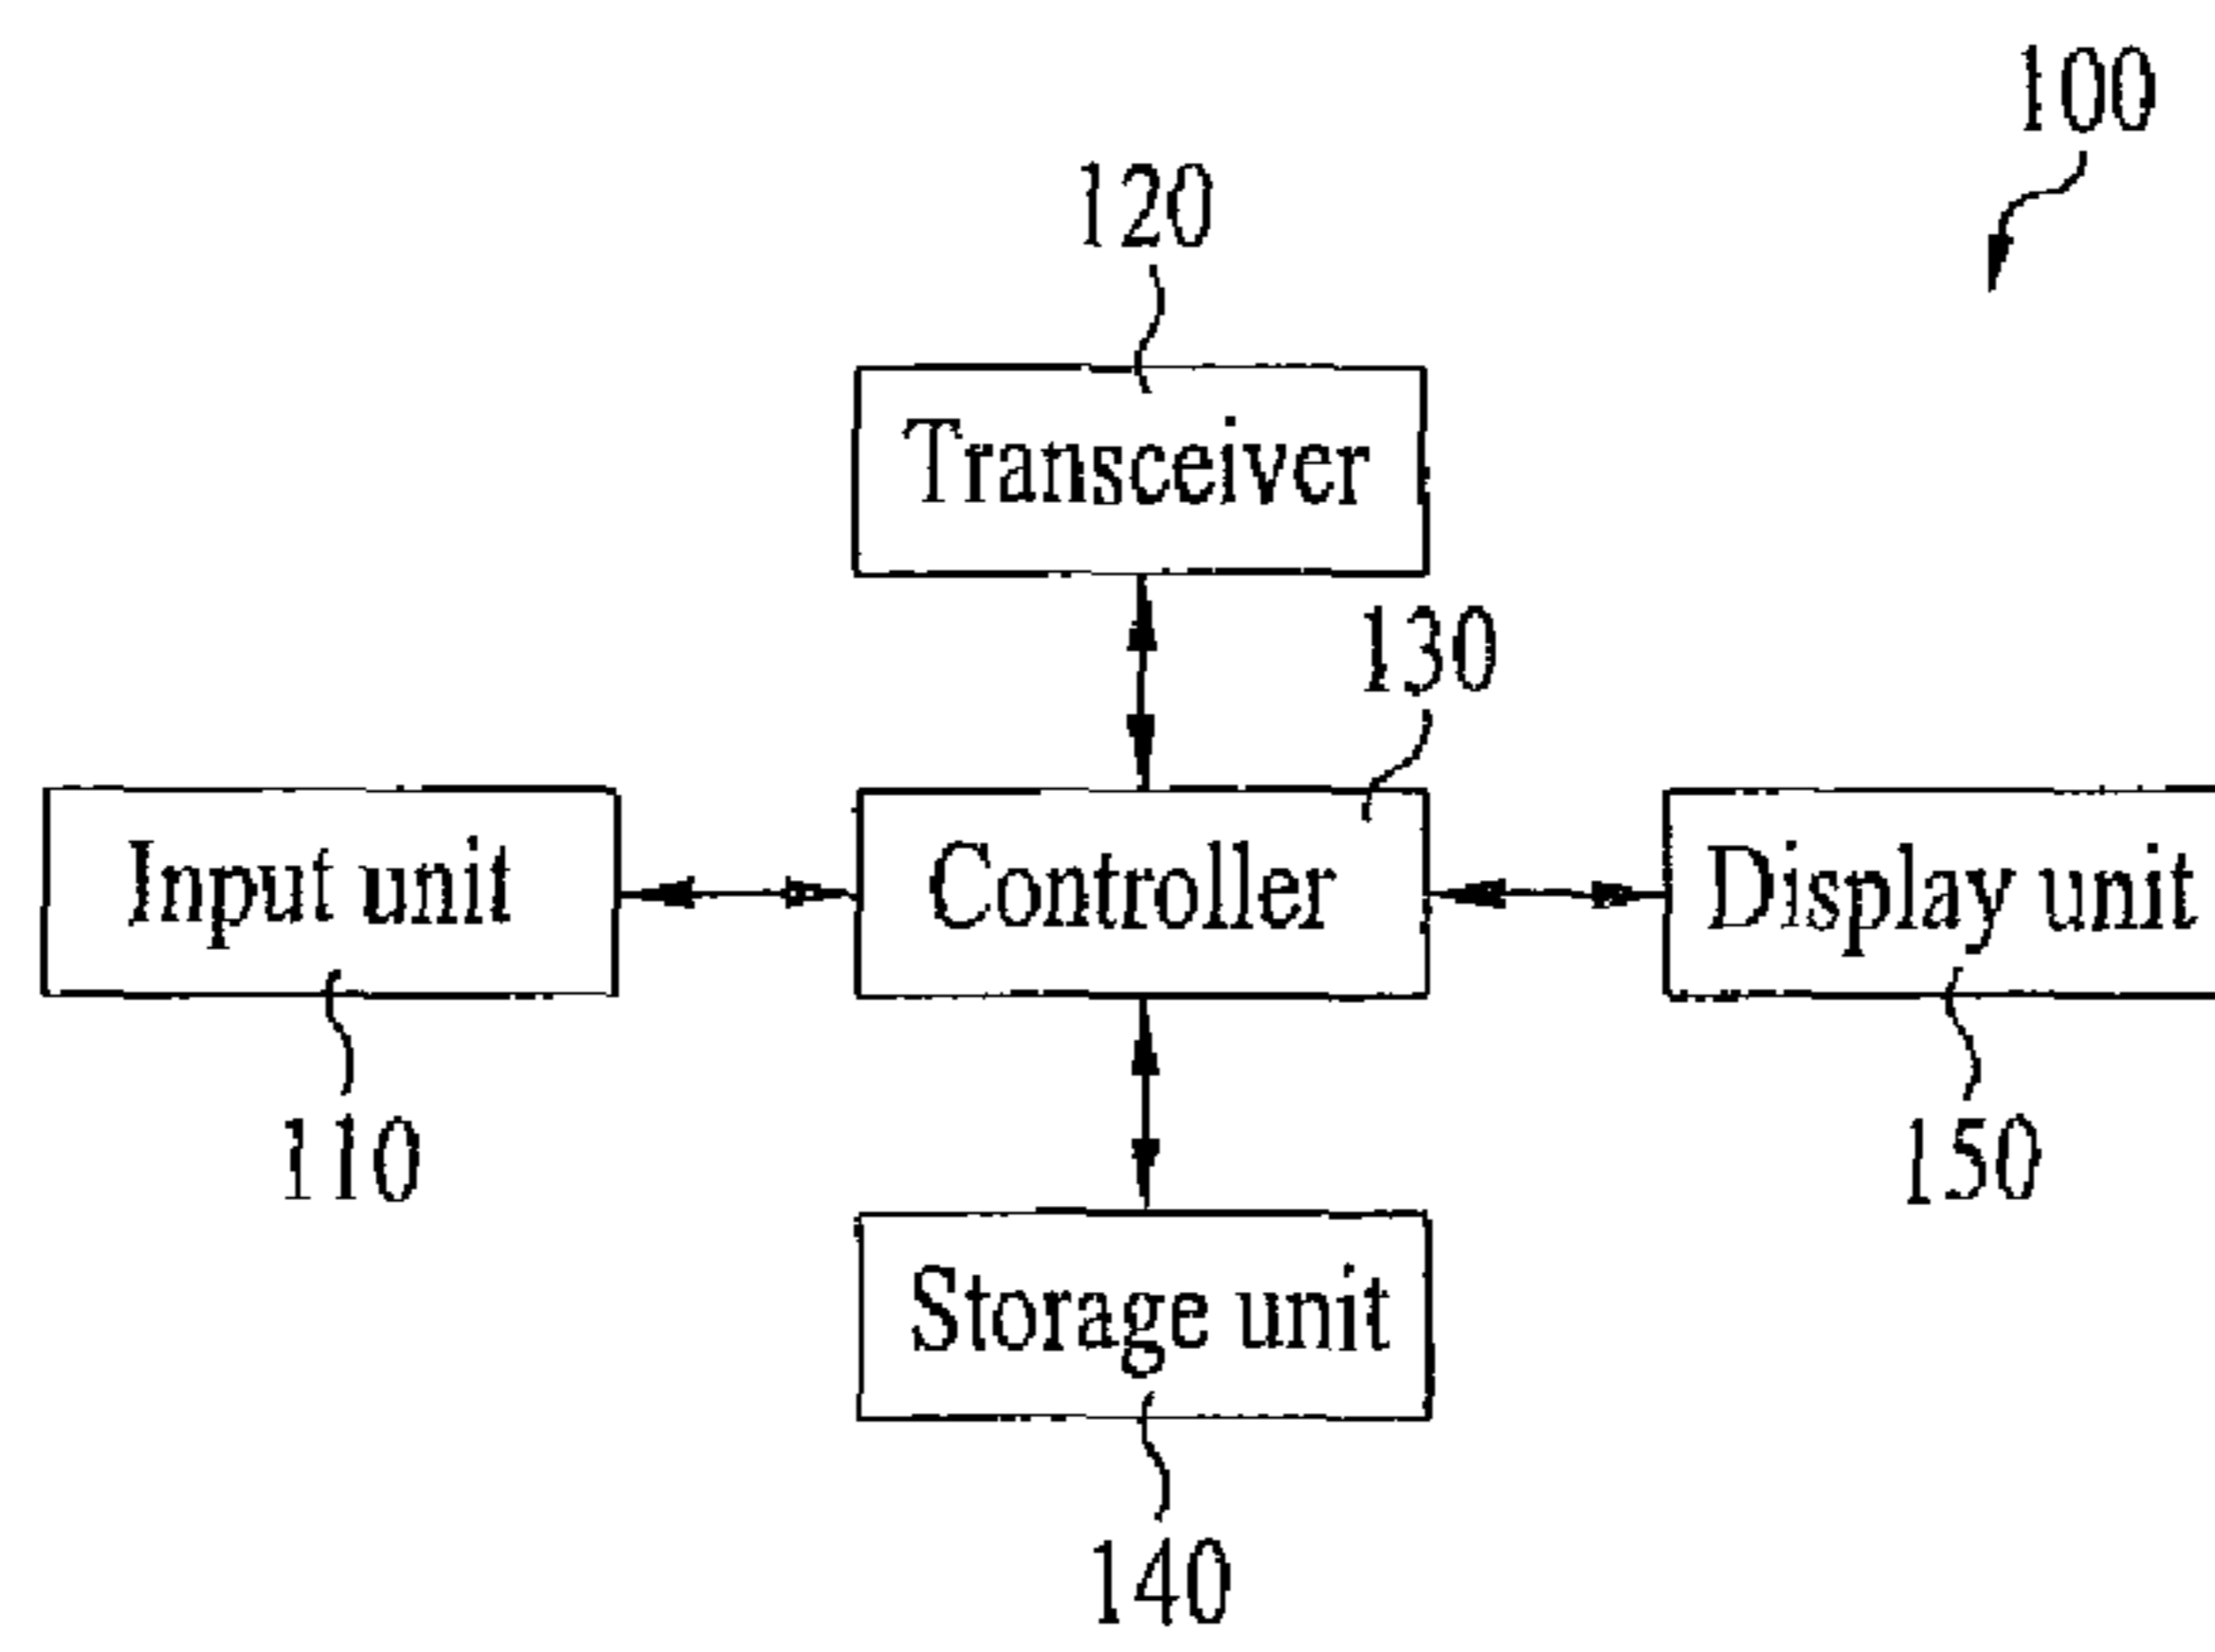 100
120
Transceiver
130
Input unit
Controller
Display unit
110
150
Storage unit
140